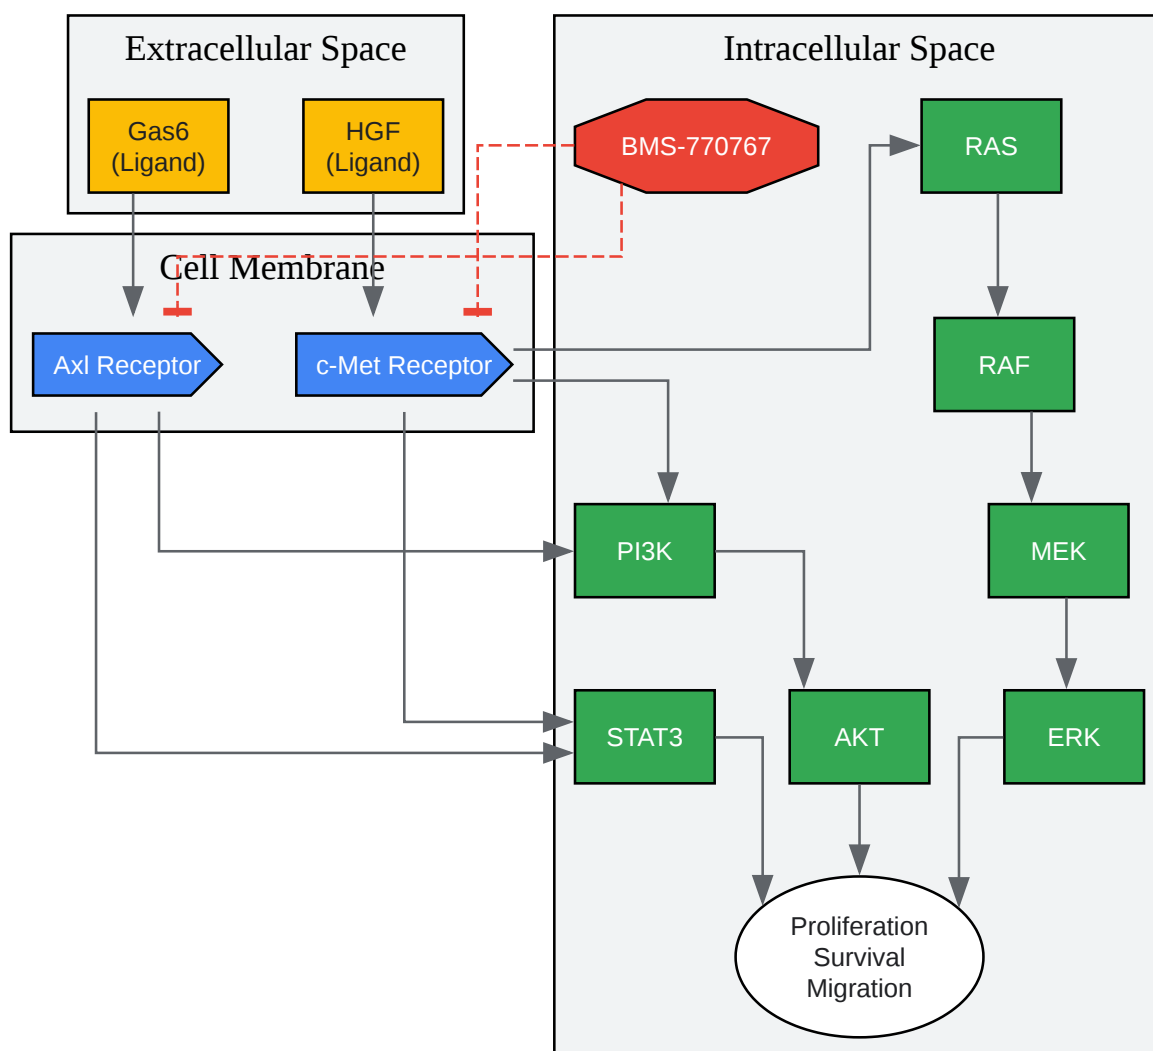 Extracellular Space
Intracellular Space
Gas6
(Ligand)
HGF
(Ligand)
BMS-770767
RAS
Cell Membrane
Axl Receptor
c-Met Receptor
RAF
PI3K
MEK
STAT3
AKT
ERK
Proliferation
Survival
Migration